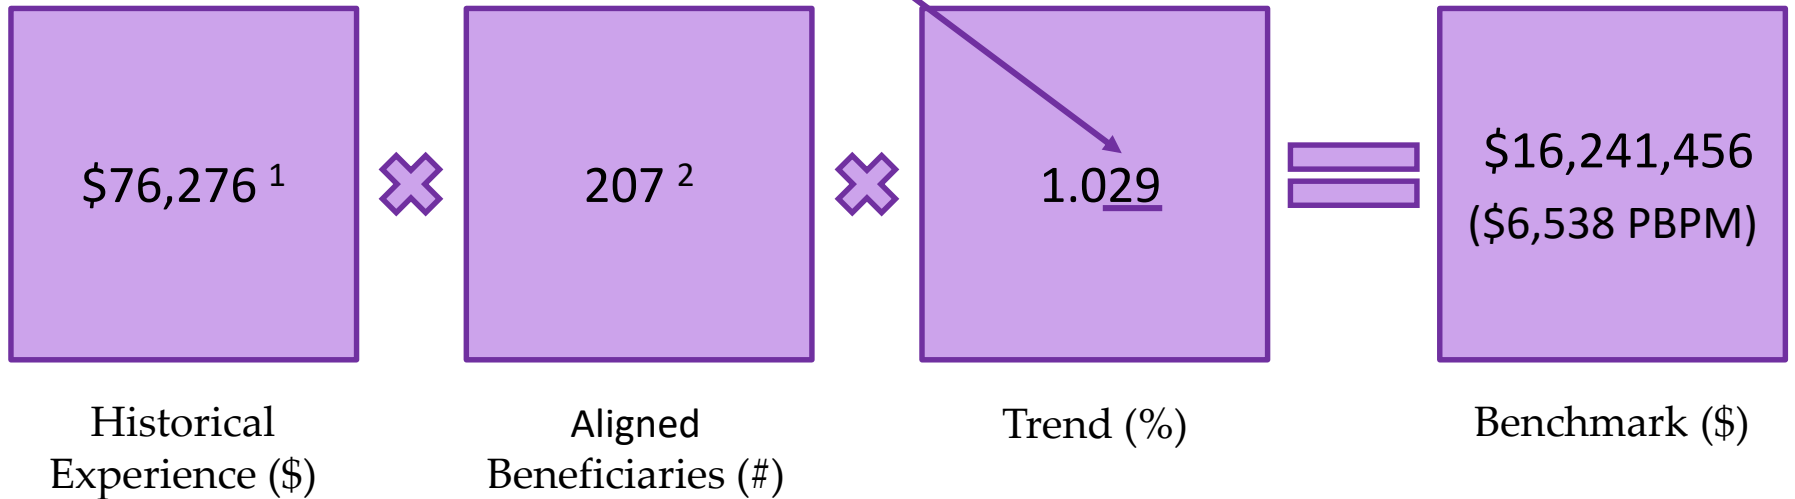 $76,276 ¹
207 ²
1.029
$16,241,456
($6,538 PBPM)
Historical
Experience ($)
Aligned
Beneficiaries (#)
Trend (%)
Benchmark ($)